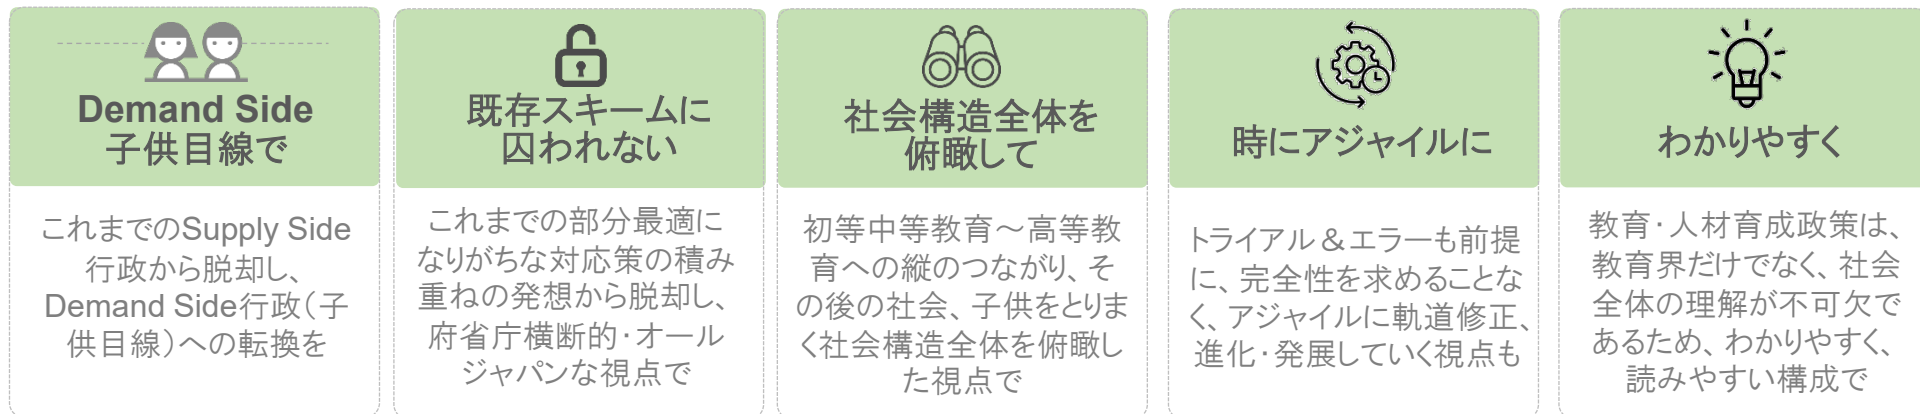 Demand Side
子供目線で
これまでのSupply Side
行政から脱却し、
Demand Side行政（子
供目線）への転換を
既存スキームに
囚われない
これまでの部分最適に
なりがちな対応策の積み
重ねの発想から脱却し、
府省庁横断的・オール
ジャパンな視点で
社会構造全体を
俯瞰して
初等中等教育～高等教
育への縦のつながり、そ
の後の社会、子供をとりま
く社会構造全体を俯瞰し
た視点で
時にアジャイルに
トライアル＆エラーも前提
に、完全性を求めることな
く、アジャイルに軌道修正、
進化・発展していく視点も
わかりやすく
教育・人材育成政策は、
教育界だけでなく、社会
全体の理解が不可欠で
あるため、わかりやすく、
読みやすい構成で